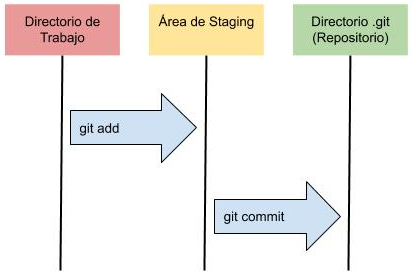 Directorio de
Trabajo
Área de Staging
Directorio .git
(Repositorio)
git add
git commit